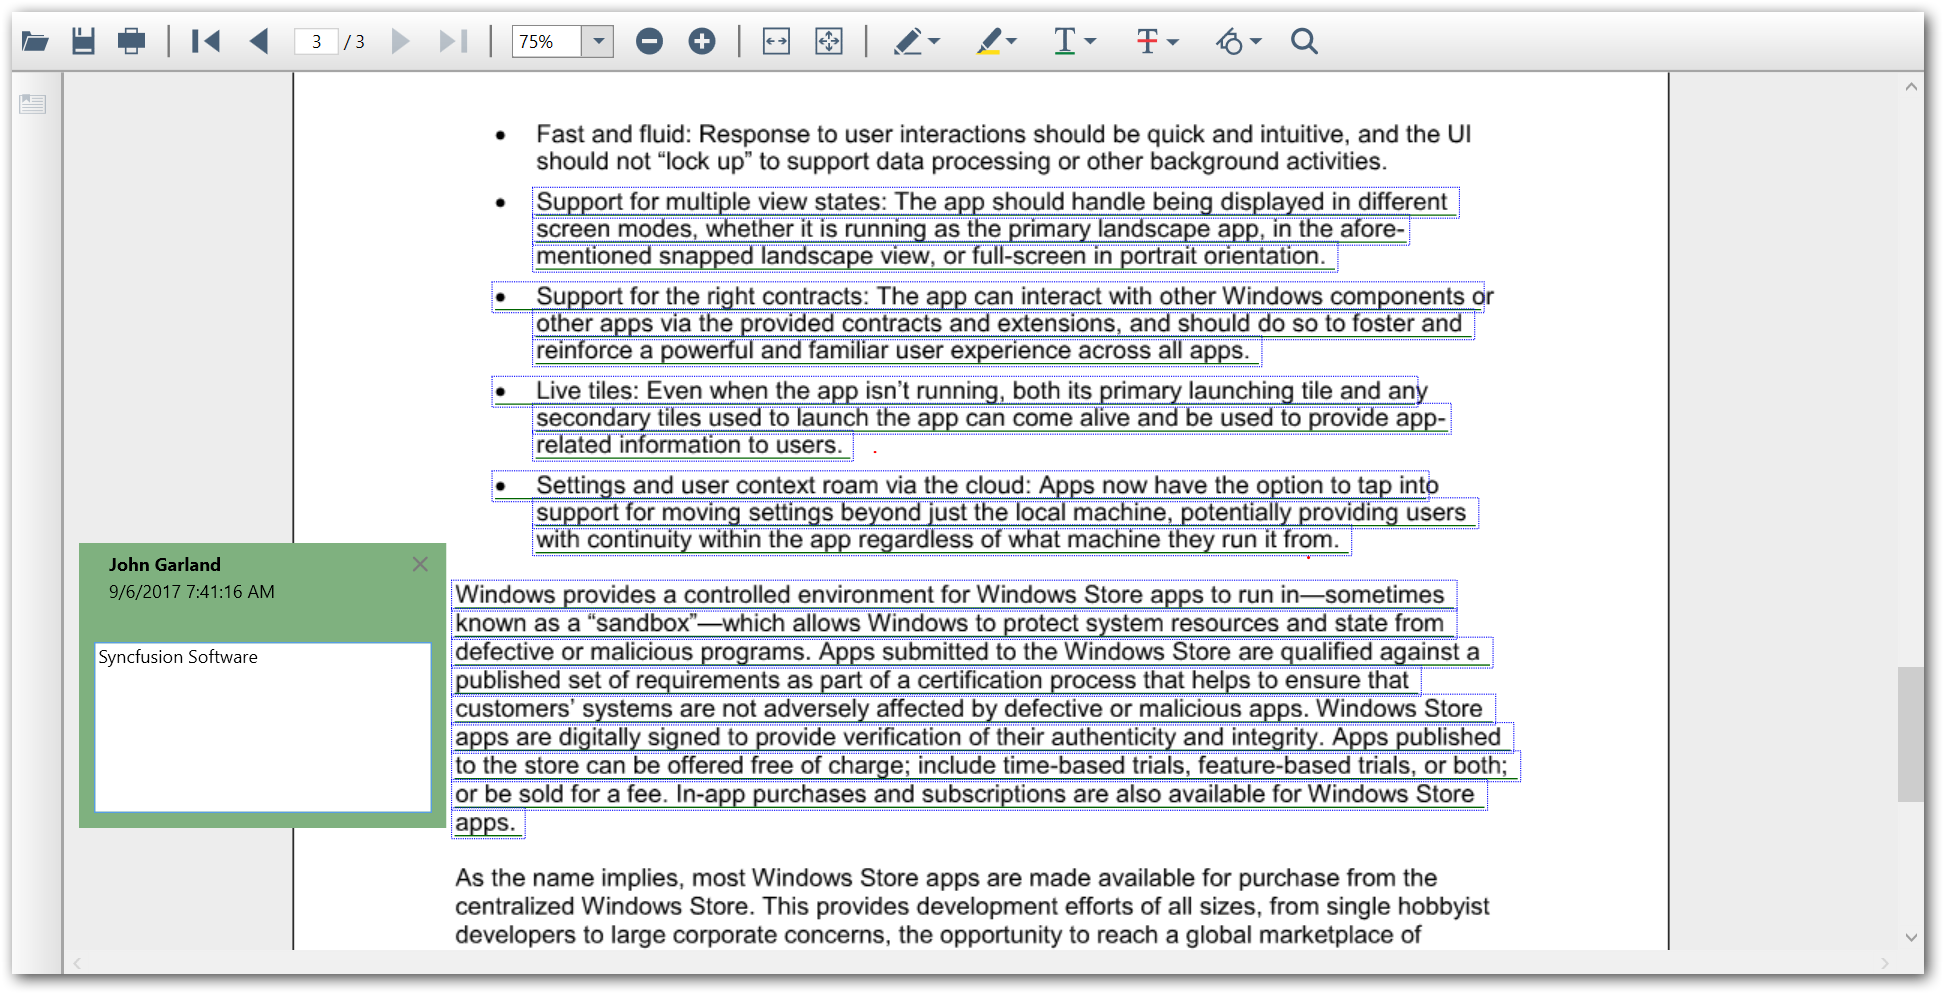 3 / 3
75%
• Fast and fluid: Response to user interactions should be quick and intuitive, and the UI
should not “lock up” to support data processing or other background activities.
• Support for multiple view states: The app should handle being displayed in different
screen modes, whether it is running as the primary landscape app, in the afore-
mentioned snapped landscape view, or full-screen in portrait orientation.
• Support for the right contracts: The app can interact with other Windows components or
other apps via the provided contracts and extensions, and should do so to foster and
reinforce a powerful and familiar user experience across all apps.
• Live tiles: Even when the app isn’t running, both its primary launching tile and any
secondary tiles used to launch the app can come alive and be used to provide app-
related information to users.
• Settings and user context roam via the cloud: Apps now have the option to tap into
support for moving settings beyond just the local machine, potentially providing users
with continuity within the app regardless of what machine they run it from.
John Garland
9/6/2017 7:41:16 AM
Syncfusion Software
Windows provides a controlled environment for Windows Store apps to run in—sometimes
known as a “sandbox”—which allows Windows to protect system resources and state from
defective or malicious programs. Apps submitted to the Windows Store are qualified against a
published set of requirements as part of a certification process that helps to ensure that
customers’ systems are not adversely affected by defective or malicious apps. Windows Store
apps are digitally signed to provide verification of their authenticity and integrity. Apps published
to the store can be offered free of charge; include time-based trials, feature-based trials, or both;
or be sold for a fee. In-app purchases and subscriptions are also available for Windows Store
apps.
As the name implies, most Windows Store apps are made available for purchase from the
centralized Windows Store. This provides development efforts of all sizes, from single hobbyist
developers to large corporate concerns, the opportunity to reach a global marketplace of